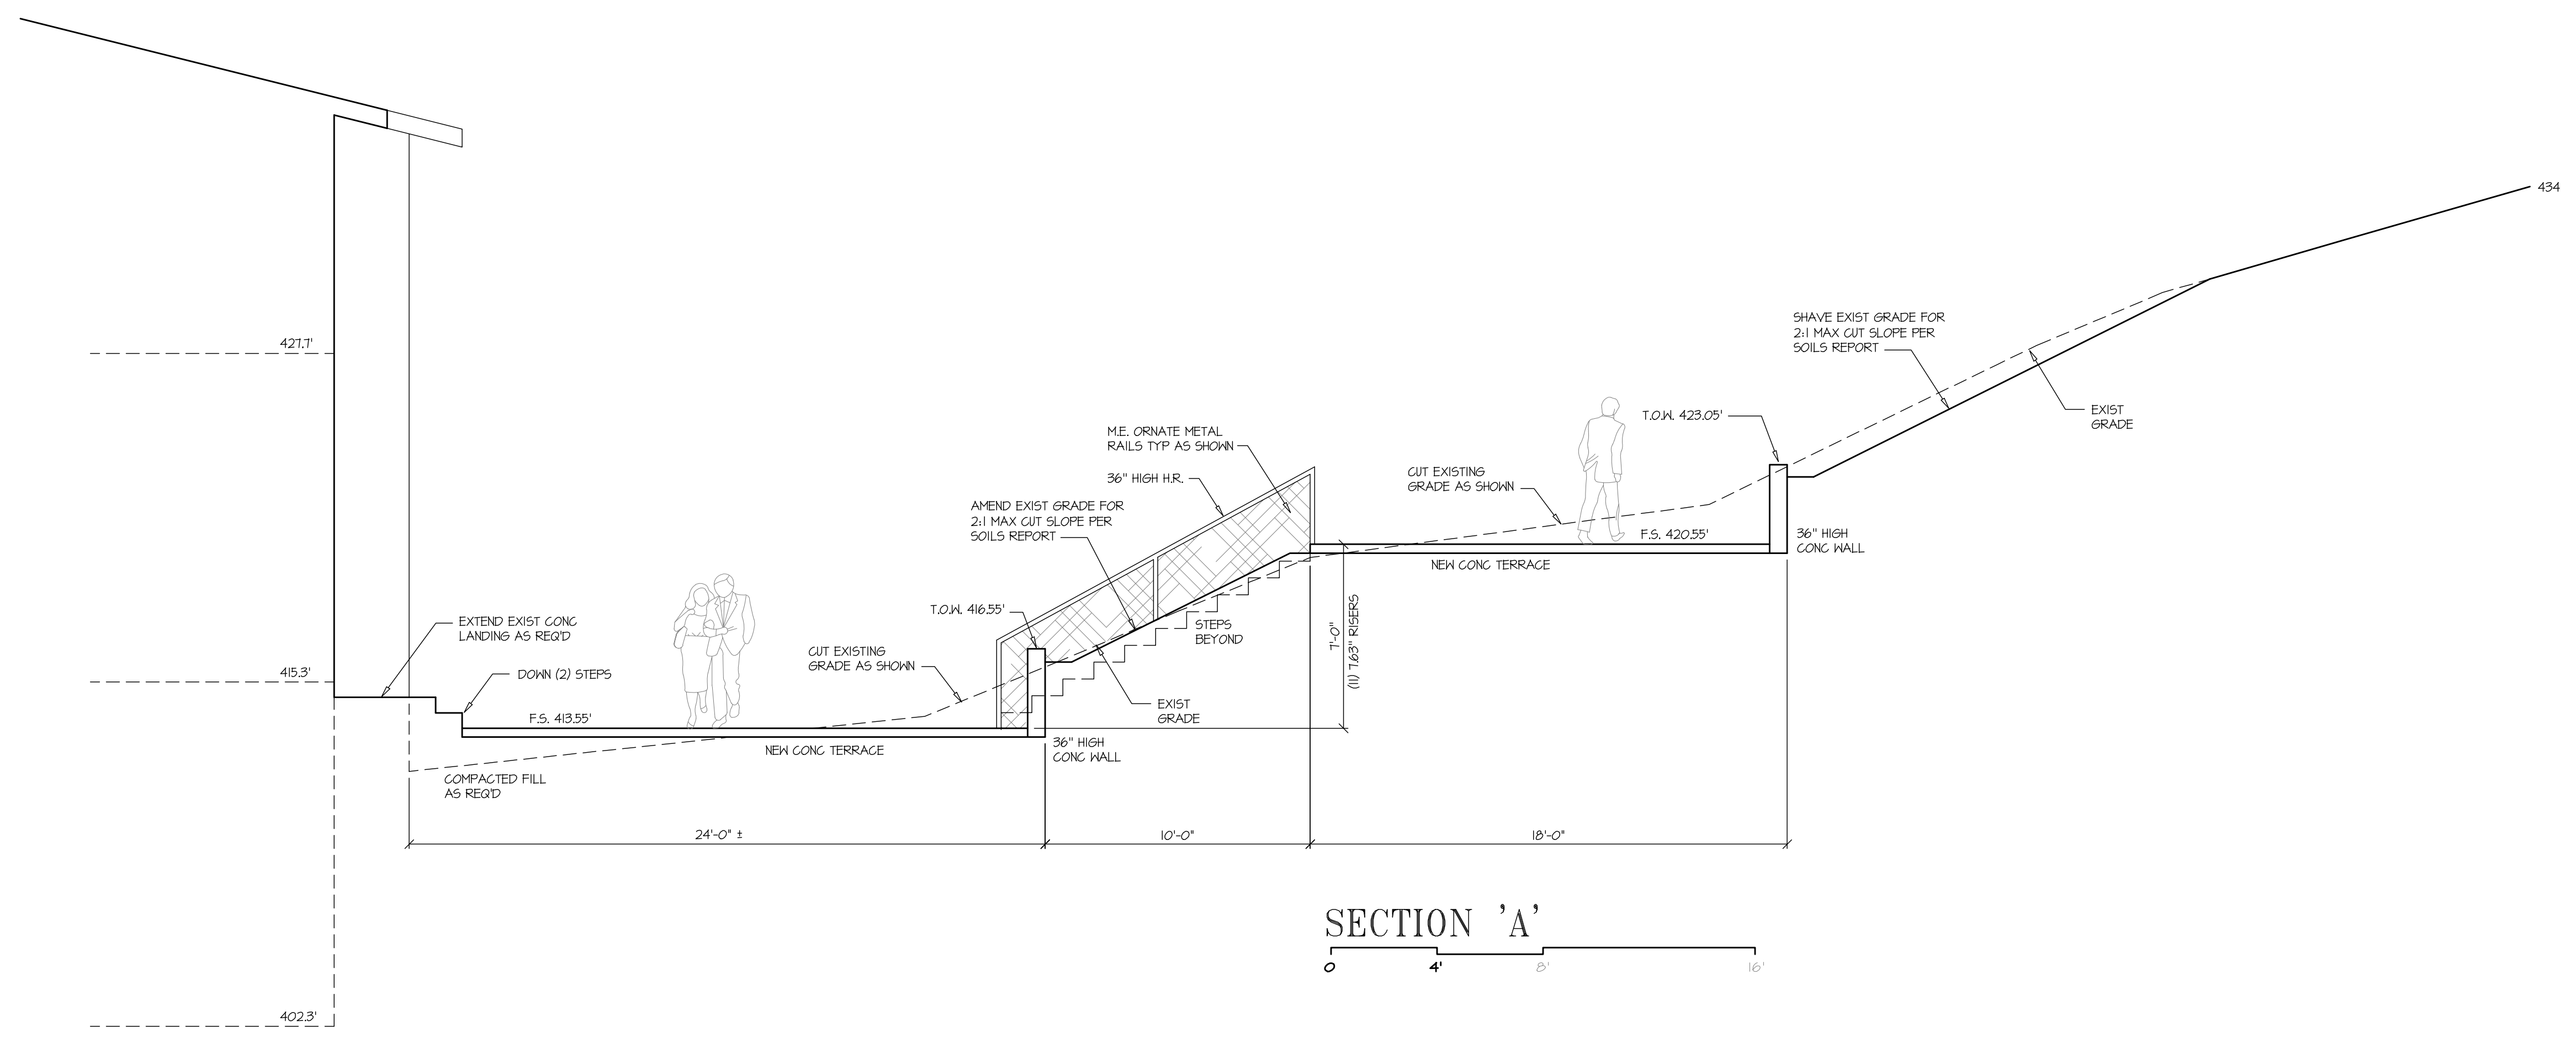 434
SHAVE EXIST GRADE FOR
2:1 MAX CUT SLOPE PER
SOILS REPORT
427.7'
EXIST
GRADE
T.O.W. 423.05'
M.E. ORNATE METAL
RAILS TYP AS SHOWN
36" HIGH H.R.
CUT EXISTING
GRADE AS SHOWN
AMEND EXIST GRADE FOR
2:1 MAX CUT SLOPE PER
SOILS REPORT
F.S. 420.55'
36" HIGH
CONC WALL
NEW CONC TERRACE
T.O.W. 416.55'
EXTEND EXIST CONC
LANDING AS REQ'D
STEPS
BEYOND
7'-0"
(11) 7.63" RISERS
CUT EXISTING
GRADE AS SHOWN
415.3'
DOWN (2) STEPS
EXIST
GRADE
F.S. 413.55'
NEW CONC TERRACE
36" HIGH
CONC WALL
COMPACTED FILL
AS REQ'D
24'-0" ±
10'-0"
18'-0"
SECTION 'A'
0 4' 8' 16'
402.3'